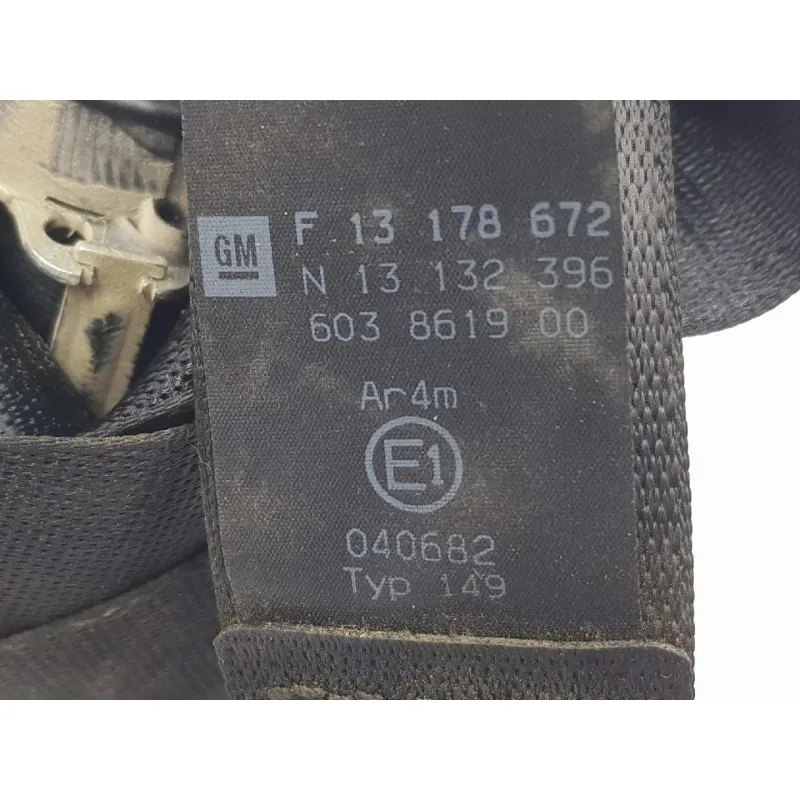 GM
F 13 178 672
N 13 132 396
603 8619 00
Ar4m
E1
040682
Typ 149